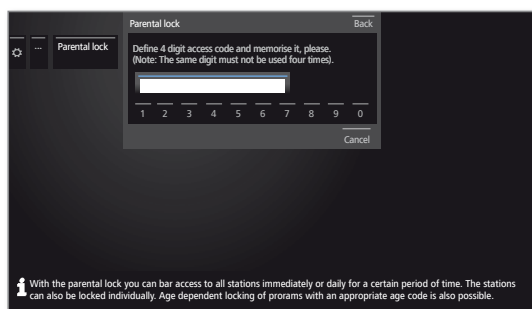 Parental lock Back
... Parental lock
Define 4 digit access code and memorise it, please.
(Note: The same digit must not be used four times).
1 2 3 4 5 6 7 8 9 0
Cancel
With the parental lock you can bar access to all stations immediately or daily for a certain period of time. The stations
can also be locked individually. Age dependent locking of prorams with an appropriate age code is also possible.